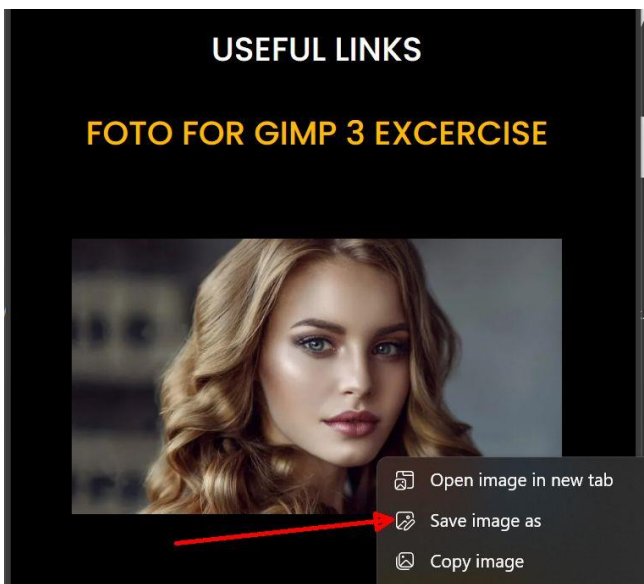 USEFUL LINKS
FOTO FOR GIMP 3 EXCERCISE
Open image in new tab
Save image as
Copy image